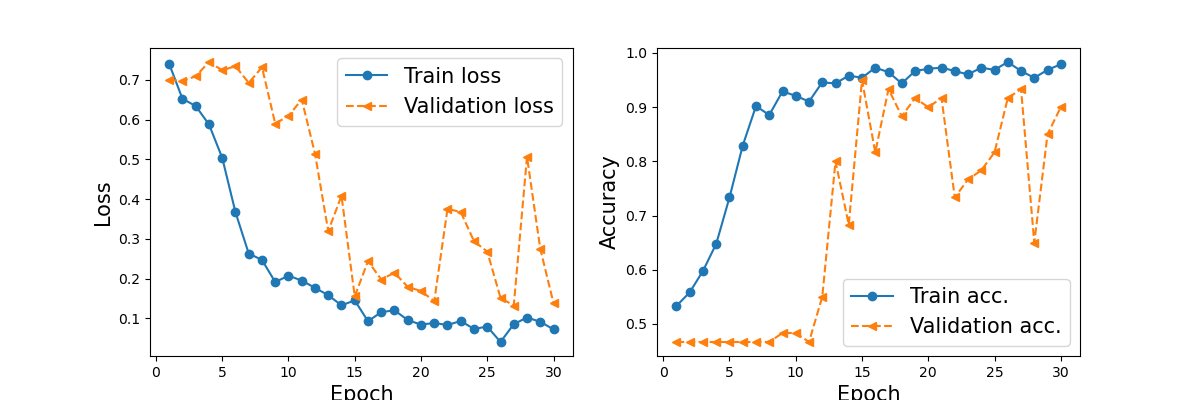 0.7
0.6
0.5
0.4
0.3
0.2
0.1
Loss
Train loss
Validation loss
0 5 10 15 20 25 30
Epoch
1.0
0.9
0.8
0.7
0.6
0.5
Accuracy
Train acc.
Validation acc.
0 5 10 15 20 25 30
Epoch